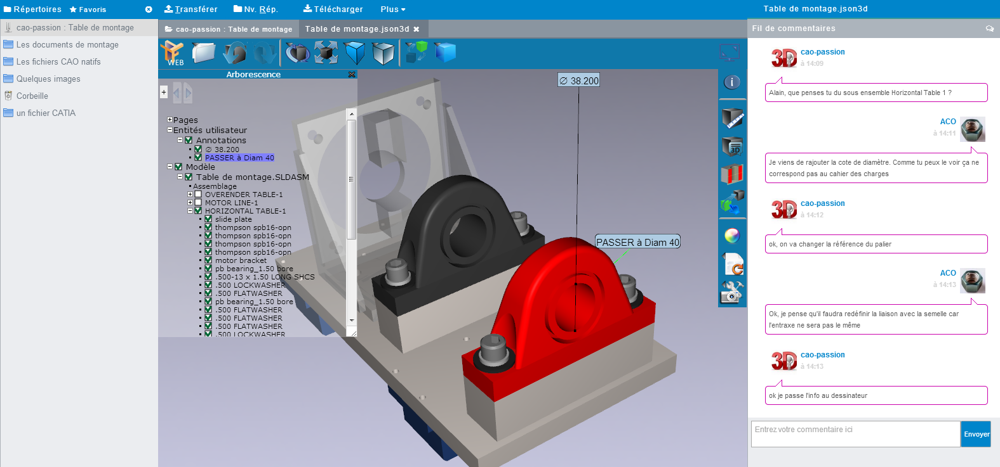 Répertoires
Favoris
Transférer
Nv. Rép.
Télécharger
Plus
Table de montage.json3d
cao-passion : Table de montage
Les documents de montage
Les fichiers CAO natifs
Quelques images
Corbeille
un fichier CATIA
cao-passion : Table de montage
Table de montage.json3d
WEB
Arborescence
+
Pages
Entités utilisateur
Annotations
∅ 38.200
PASSER à Diam 40
Modèle
Table de montage.SLDASM
Assemblage
OVERENDER TABLE-1
MOTOR LINE-1
HORIZONTAL TABLE-1
slide plate
thompson spb16-opn
thompson spb16-opn
thompson spb16-opn
thompson spb16-opn
motor bracket
pb bearing_1.50 bore
.500-13 x 1.50 LONG SHCS
.500 LOCKWASHER
.500 FLATWASHER
pb bearing_1.50 bore
.500 FLATWASHER
.500 FLATWASHER
.500 FLATWASHER
.500 LOCKWASHER
∅ 38.200
PASSER à Diam 40
i
3D
Fil de commentaires
3D
cao-passion
à 14:09
Alain, que penses tu du sous ensemble Horizontal Table 1 ?
ACO
à 14:11
Je viens de rajouter la cote de diamètre. Comme tu peux le voir ça ne
correspond pas au cahier des charges
3D
cao-passion
à 14:12
ok, on va changer la référence du palier
ACO
à 14:13
Ok, je pense qu'il faudra redéfinir la liaison avec la semelle car
l'entraxe ne sera pas le même
3D
cao-passion
à 14:13
ok je passe l'info au dessinateur
Entrez votre commentaire ici
Envoyer